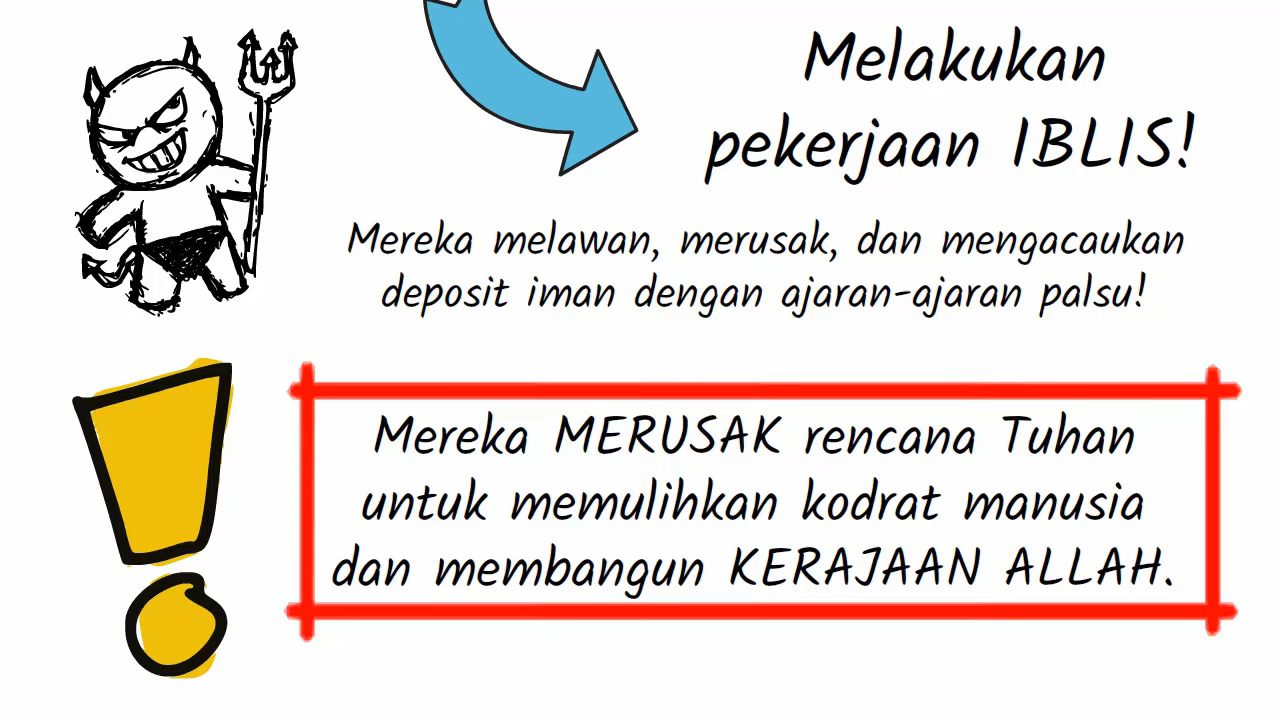 Melakukan
pekerjaan IBLIS!
Mereka melawan, merusak, dan mengacaukan
deposit iman dengan ajaran-ajaran palsu!
Mereka MERUSAK rencana Tuhan
untuk memulihkan kodrat manusia
dan membangun KERAJAAN ALLAH.